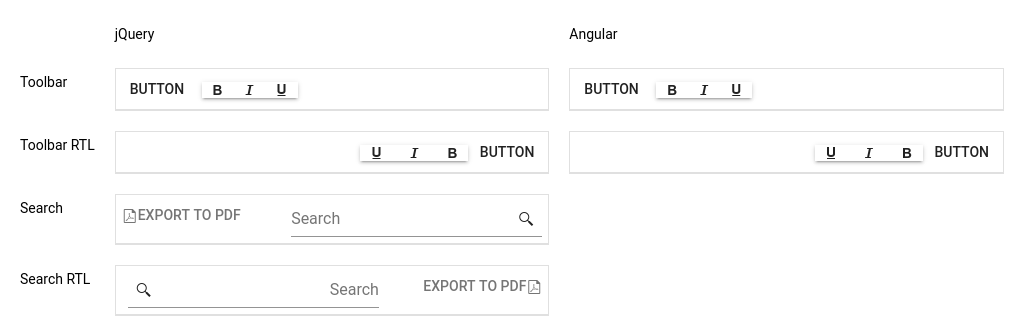 jQuery Angular
Toolbar BUTTON B I U BUTTON B I U
Toolbar RTL U I B BUTTON U I B BUTTON
Search EXPORT TO PDF Search
Search RTL Search EXPORT TO PDF